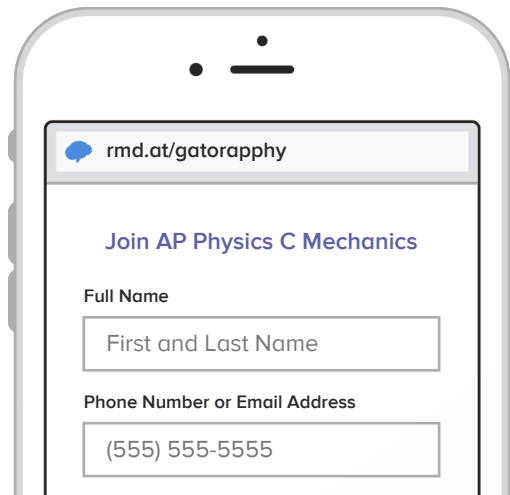 rmd.at/gatorapphy
Join AP Physics C Mechanics
Full Name
First and Last Name
Phone Number or Email Address
(555) 555-5555